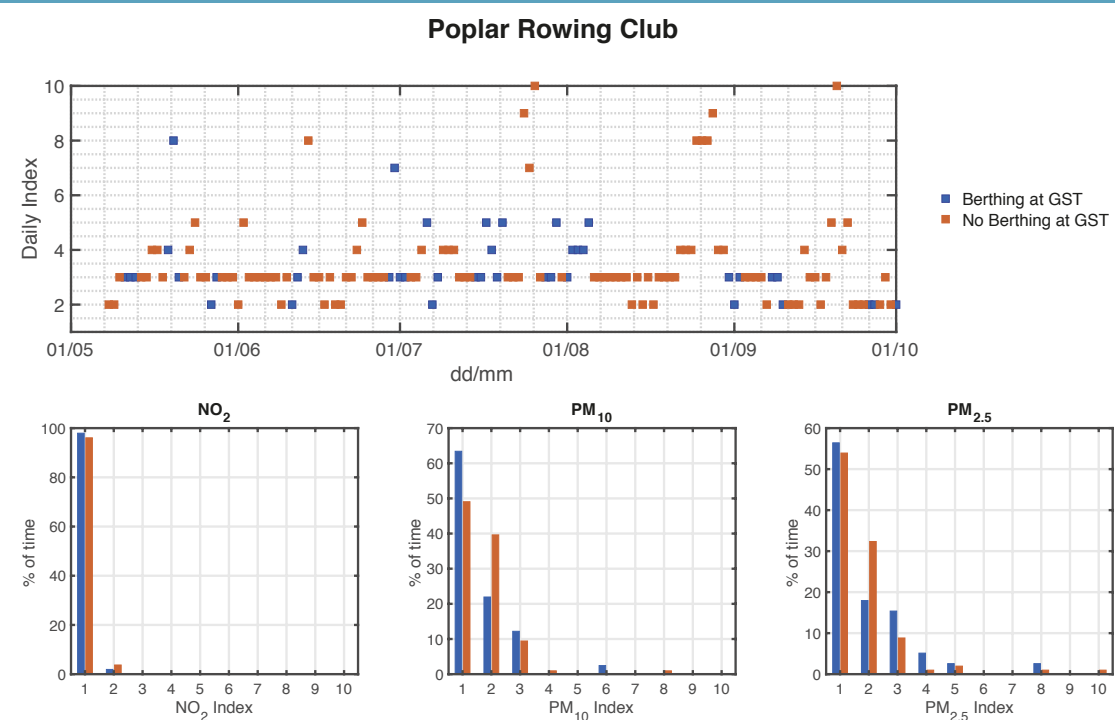 Poplar Rowing Club
Daily Index
10
8
6
4
2
01/05 01/06 01/07 01/08 01/09 01/10
dd/mm
Berthing at GST
No Berthing at GST
NO2
% of time
100
80
60
40
20
0
1 2 3 4 5 6 7 8 9 10
NO2 Index
PM10
% of time
70
60
50
40
30
20
10
0
1 2 3 4 5 6 7 8 9 10
PM10 Index
PM2.5
% of time
60
50
40
30
20
10
0
1 2 3 4 5 6 7 8 9 10
PM2.5 Index